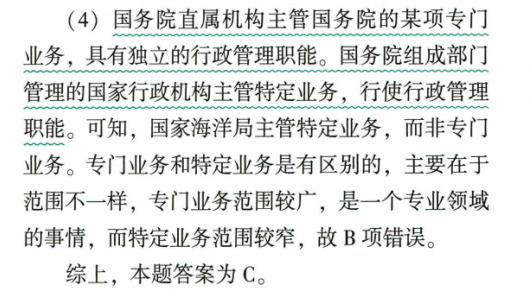 （4）国务院直属机构主管国务院的某项专门
业务，具有独立的行政管理职能。国务院组成部门
管理的国家行政机构主管特定业务，行使行政管理
职能。可知，国家海洋局主管特定业务，而非专门
业务。专门业务和特定业务是有区别的，主要在于
范围不一样，专门业务范围较广，是一个专业领域
的事情，而特定业务范围较窄，故 B 项错误。
综上，本题答案为 C。